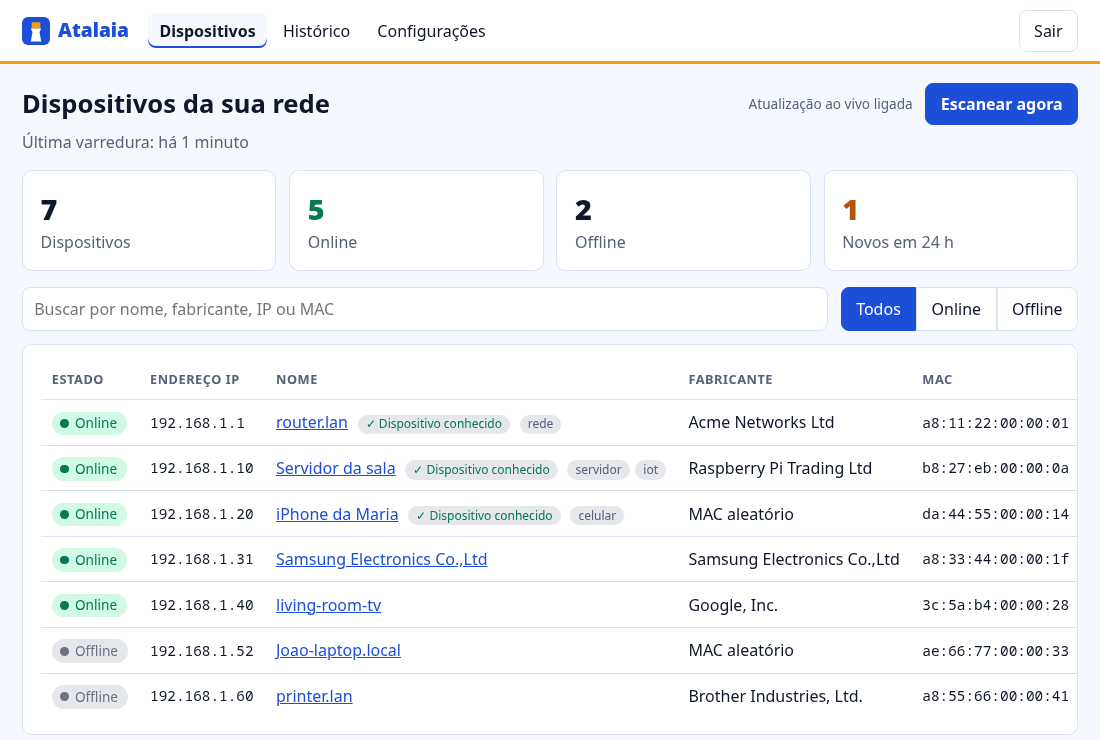 Atalaia Dispositivos Histórico Configurações Sair
Dispositivos da sua rede Atualização ao vivo ligada Escanear agora
Última varredura: há 1 minuto
7 5 2 1
Dispositivos Online Offline Novos em 24 h
Buscar por nome, fabricante, IP ou MAC Todos Online Offline
ESTADO ENDEREÇO IP NOME FABRICANTE MAC
Online 192.168.1.1 router.lan ✓ Dispositivo conhecido rede Acme Networks Ltd a8:11:22:00:00:01
Online 192.168.1.10 Servidor da sala ✓ Dispositivo conhecido servidor iot Raspberry Pi Trading Ltd b8:27:eb:00:00:0a
Online 192.168.1.20 iPhone da Maria ✓ Dispositivo conhecido celular MAC aleatório da:44:55:00:00:14
Online 192.168.1.31 Samsung Electronics Co.,Ltd Samsung Electronics Co.,Ltd a8:33:44:00:00:1f
Online 192.168.1.40 living-room-tv Google, Inc. 3c:5a:b4:00:00:28
Offline 192.168.1.52 Joao-laptop.local MAC aleatório ae:66:77:00:00:33
Offline 192.168.1.60 printer.lan Brother Industries, Ltd. a8:55:66:00:00:41